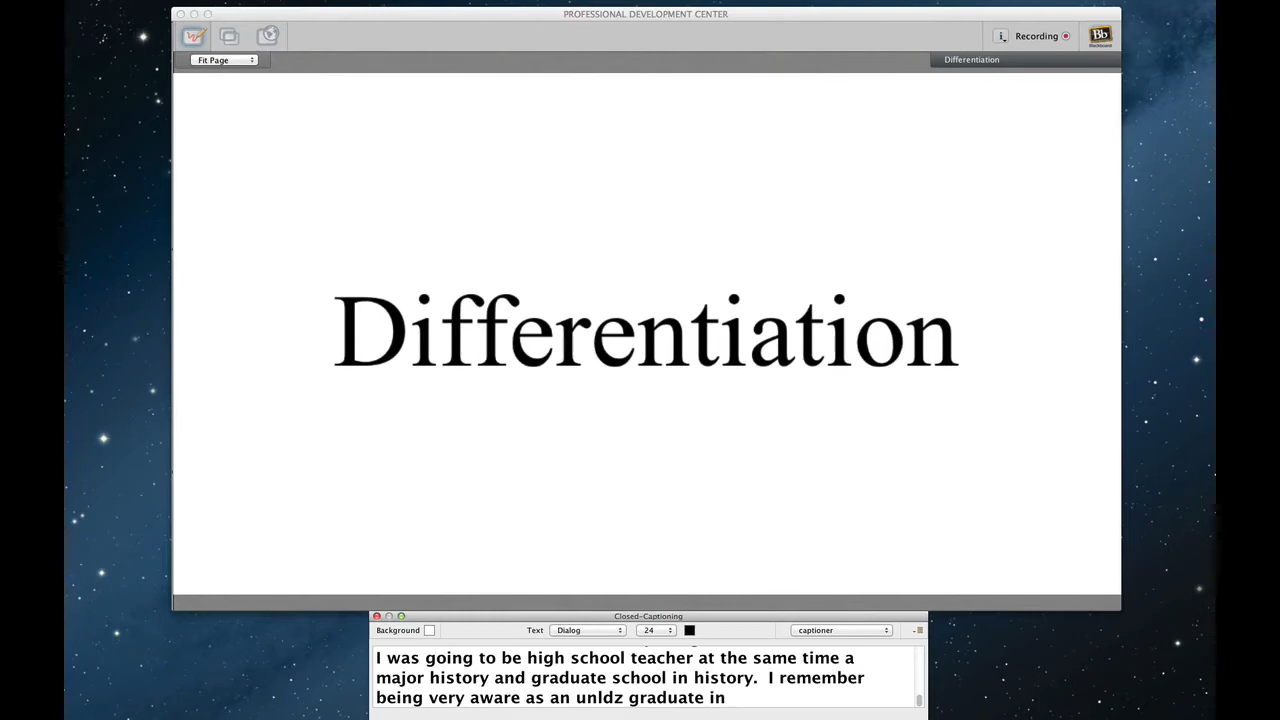 PROFESSIONAL DEVELOPMENT CENTER
Recording
Bb
Blackboard
Fit Page
Differentiation
Differentiation
Closed-Captioning
Background Text Dialog 24 captioner
I was going to be high school teacher at the same time a
major history and graduate school in history. I remember
being very aware as an unldz graduate in